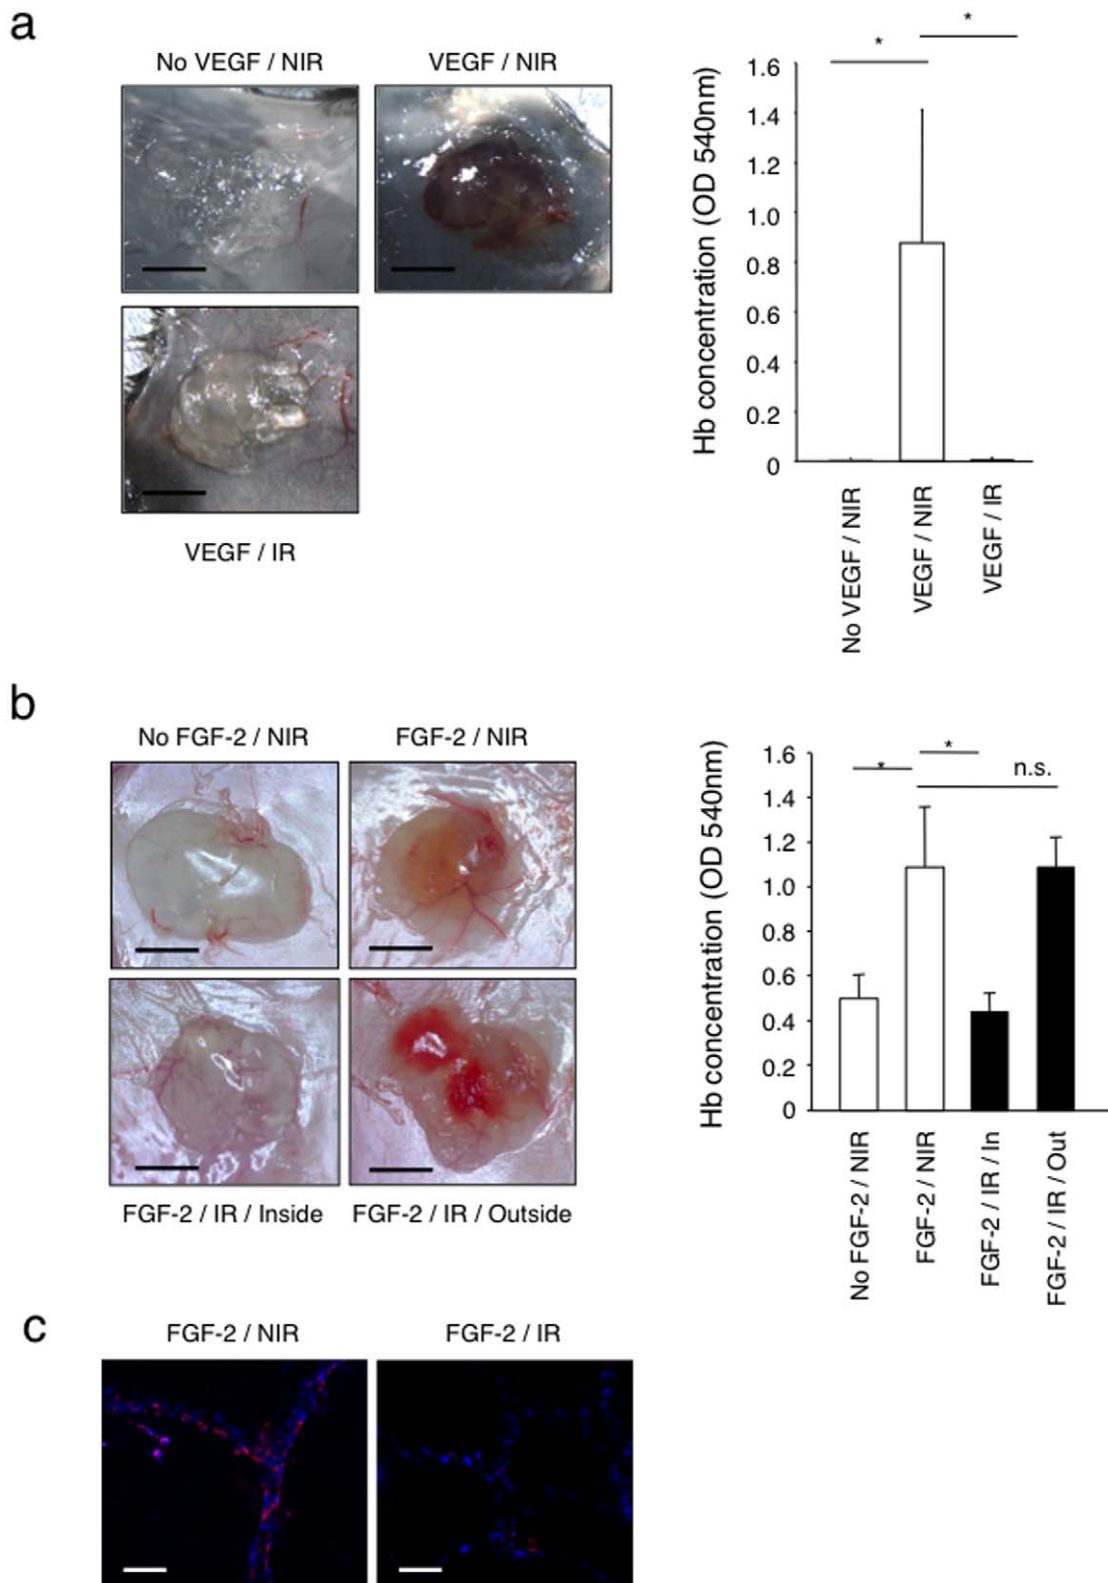 a
No VEGF / NIR
VEGF / NIR
VEGF / IR
*
*
Hb concentration (OD 540nm)
1.6
1.4
1.2
1.0
0.8
0.6
0.4
0.2
0
No VEGF / NIR
VEGF / NIR
VEGF / IR
b
No FGF-2 / NIR
FGF-2 / NIR
FGF-2 / IR / Inside
FGF-2 / IR / Outside
*
*
n.s.
Hb concentration (OD 540nm)
1.6
1.4
1.2
1.0
0.8
0.6
0.4
0.2
0
No FGF-2 / NIR
FGF-2 / NIR
FGF-2 / IR / In
FGF-2 / IR / Out
c
FGF-2 / NIR
FGF-2 / IR